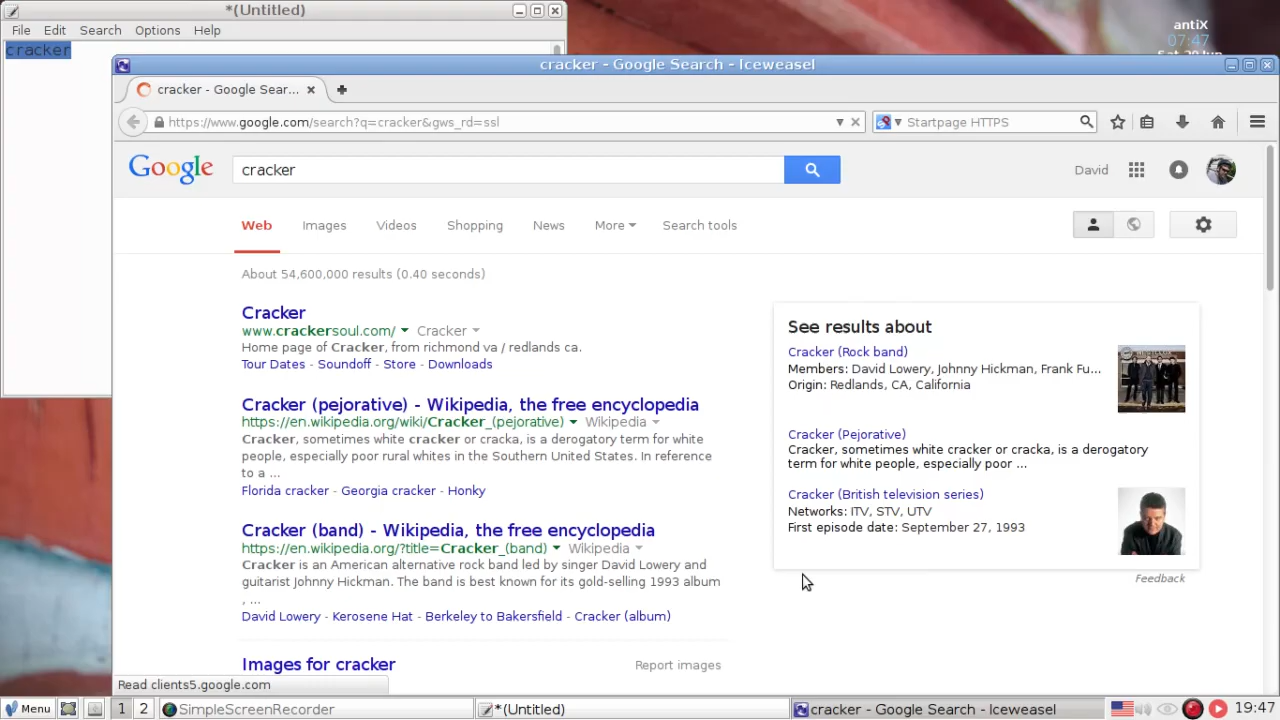 *(Untitled)
File Edit Search Options Help
cracker
antiX
07:47
cracker - Google Search - Iceweasel
cracker - Google Sear...
https://www.google.com/search?q=cracker&gws_rd=ssl
Startpage HTTPS
Google
cracker
David
Web Images Videos Shopping News More Search tools
About 54,600,000 results (0.40 seconds)
Cracker
www.crackersoul.com/ Cracker
Home page of Cracker, from richmond va / redlands ca.
Tour Dates - Soundoff - Store - Downloads
Cracker (pejorative) - Wikipedia, the free encyclopedia
https://en.wikipedia.org/wiki/Cracker_(pejorative) Wikipedia
Cracker, sometimes white cracker or cracka, is a derogatory term for white
people, especially poor rural whites in the Southern United States. In reference
to a ...
Florida cracker - Georgia cracker - Honky
Cracker (band) - Wikipedia, the free encyclopedia
https://en.wikipedia.org/?title=Cracker_(band) Wikipedia
Cracker is an American alternative rock band led by singer David Lowery and
guitarist Johnny Hickman. The band is best known for its gold-selling 1993 album
, ...
David Lowery - Kerosene Hat - Berkeley to Bakersfield - Cracker (album)
Images for cracker Report images
See results about
Cracker (Rock band)
Members: David Lowery, Johnny Hickman, Frank Fu...
Origin: Redlands, CA, California
Cracker (Pejorative)
Cracker, sometimes white cracker or cracka, is a derogatory
term for white people, especially poor ...
Cracker (British television series)
Networks: ITV, STV, UTV
First episode date: September 27, 1993
Feedback
Read clients5.google.com
Menu 1 2 SimpleScreenRecorder *(Untitled) cracker - Google Search - Iceweasel 19:47